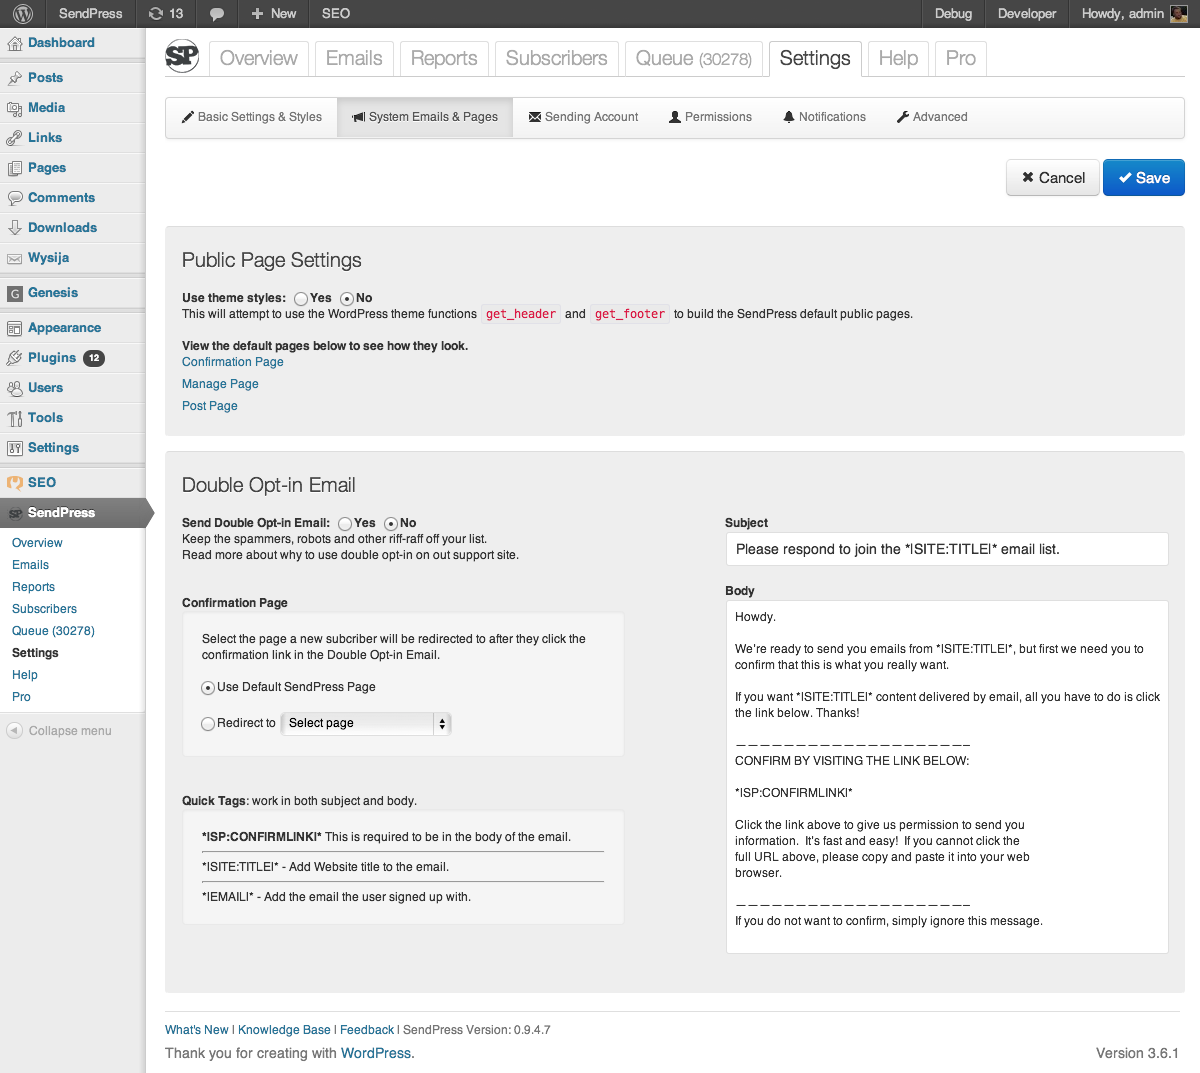 SendPress 13 New SEO Debug Developer Howdy, admin
Dashboard
Posts
Media
Links
Pages
Comments
Downloads
Wysija
Genesis
Appearance
Plugins 12
Users
Tools
Settings
SEO
SendPress
Overview
Emails
Reports
Subscribers
Queue (30278)
Settings
Help
Pro
Collapse menu
SP Overview Emails Reports Subscribers Queue (30278) Settings Help Pro
Basic Settings & Styles System Emails & Pages Sending Account Permissions Notifications Advanced
Cancel Save
Public Page Settings
Use theme styles: Yes No
This will attempt to use the WordPress theme functions get_header and get_footer to build the SendPress default public pages.
View the default pages below to see how they look.
Confirmation Page
Manage Page
Post Page
Double Opt-in Email
Send Double Opt-in Email: Yes No
Keep the spammers, robots and other riff-raff off your list.
Read more about why to use double opt-in on out support site.
Confirmation Page
Select the page a new subcriber will be redirected to after they click the
confirmation link in the Double Opt-in Email.
Use Default SendPress Page
Redirect to Select page
Quick Tags: work in both subject and body.
*|SP:CONFIRMLINK|* This is required to be in the body of the email.
*|SITE:TITLE|* - Add Website title to the email.
*|EMAIL|* - Add the email the user signed up with.
Subject
Please respond to join the *|SITE:TITLE|* email list.
Body
Howdy.
We're ready to send you emails from *|SITE:TITLE|*, but first we need you to
confirm that this is what you really want.
If you want *|SITE:TITLE|* content delivered by email, all you have to do is click
the link below. Thanks!
————————————————————–
CONFIRM BY VISITING THE LINK BELOW:
*|SP:CONFIRMLINK|*
Click the link above to give us permission to send you
information.  It's fast and easy!  If you cannot click the
full URL above, please copy and paste it into your web
browser.
————————————————————–
If you do not want to confirm, simply ignore this message.
What's New | Knowledge Base | Feedback | SendPress Version: 0.9.4.7
Thank you for creating with WordPress. Version 3.6.1